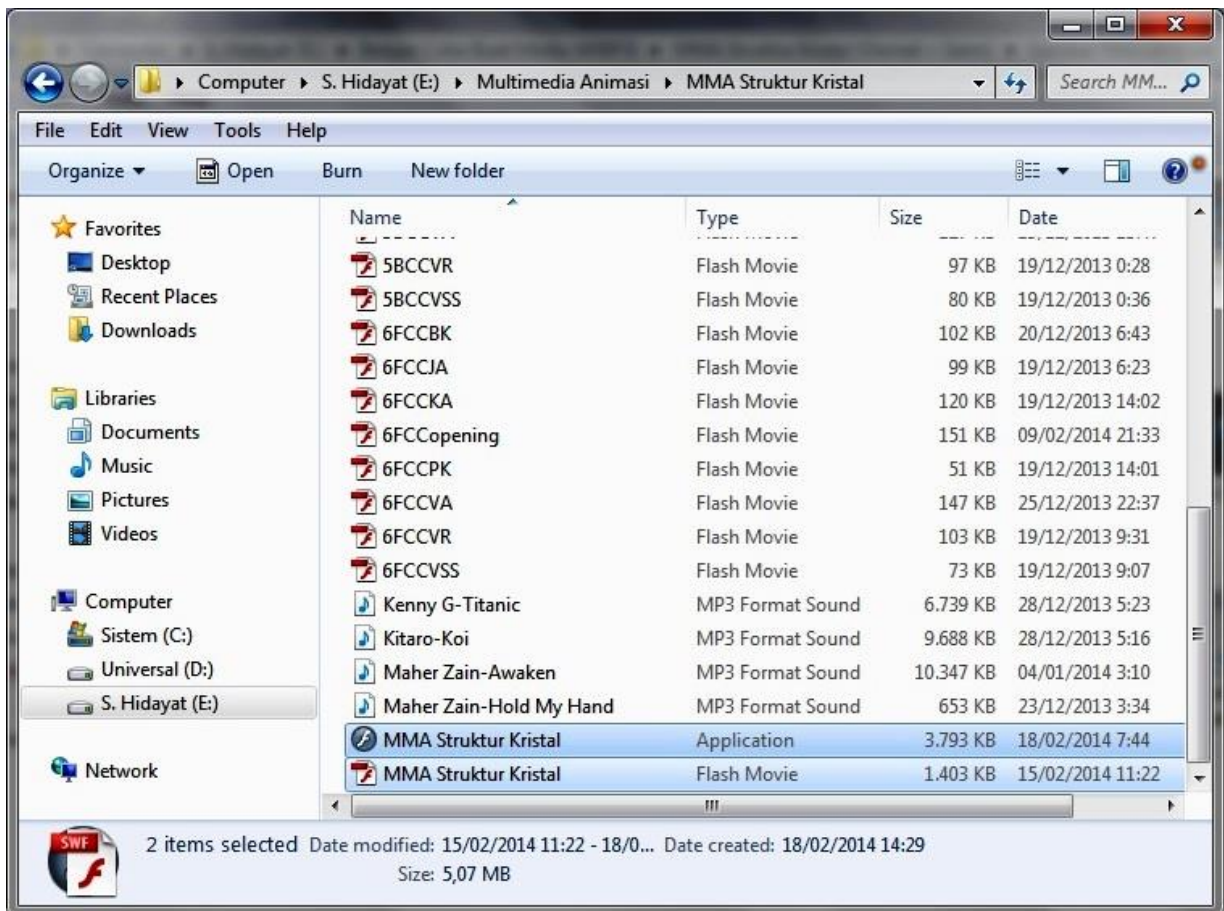 Computer ▸ S. Hidayat (E:) ▸ Multimedia Animasi ▸ MMA Struktur Kristal
Search MM...
File Edit View Tools Help
Organize Open Burn New folder
Favorites
Desktop
Recent Places
Downloads
Libraries
Documents
Music
Pictures
Videos
Computer
Sistem (C:)
Universal (D:)
S. Hidayat (E:)
Network
Name Type Size Date
5BCCVR Flash Movie 97 KB 19/12/2013 0:28
5BCCVSS Flash Movie 80 KB 19/12/2013 0:36
6FCCBK Flash Movie 102 KB 20/12/2013 6:43
6FCCJA Flash Movie 99 KB 19/12/2013 6:23
6FCCKA Flash Movie 120 KB 19/12/2013 14:02
6FCCopening Flash Movie 151 KB 09/02/2014 21:33
6FCCPK Flash Movie 51 KB 19/12/2013 14:01
6FCCVA Flash Movie 147 KB 25/12/2013 22:37
6FCCVR Flash Movie 103 KB 19/12/2013 9:31
6FCCVSS Flash Movie 73 KB 19/12/2013 9:07
Kenny G-Titanic MP3 Format Sound 6.739 KB 28/12/2013 5:23
Kitaro-Koi MP3 Format Sound 9.688 KB 28/12/2013 5:16
Maher Zain-Awaken MP3 Format Sound 10.347 KB 04/01/2014 3:10
Maher Zain-Hold My Hand MP3 Format Sound 653 KB 23/12/2013 3:34
MMA Struktur Kristal Application 3.793 KB 18/02/2014 7:44
MMA Struktur Kristal Flash Movie 1.403 KB 15/02/2014 11:22
SWF
2 items selected Date modified: 15/02/2014 11:22 - 18/0... Date created: 18/02/2014 14:29
Size: 5,07 MB